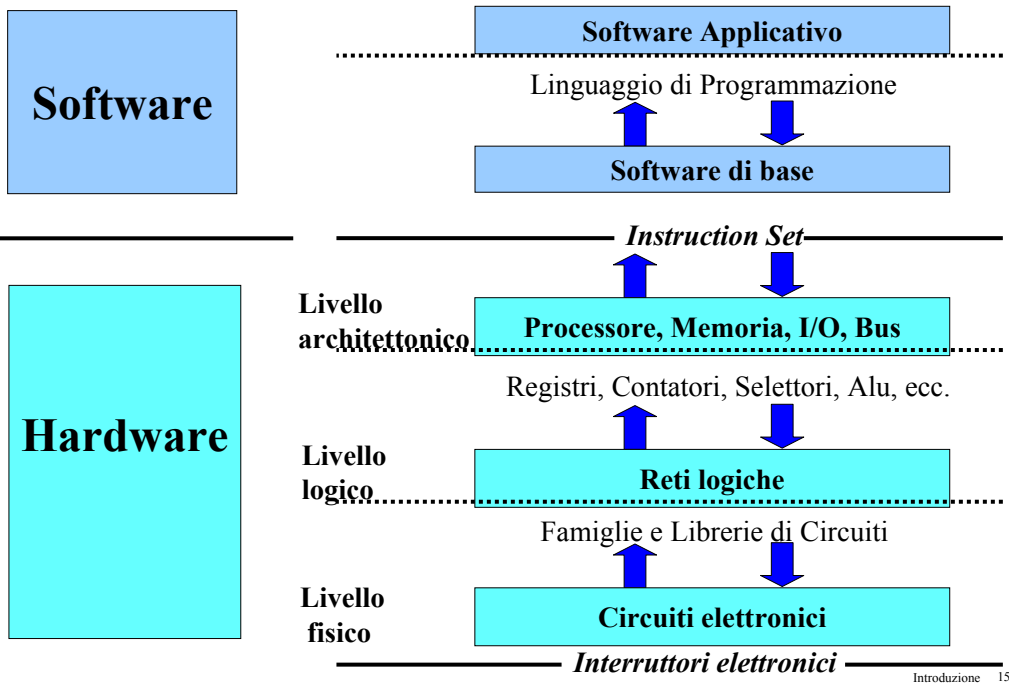 Software
Software Applicativo
Linguaggio di Programmazione
Software di base
Instruction Set
Hardware
Livello
architettonico
Processore, Memoria, I/O, Bus
Registri, Contatori, Selettori, Alu, ecc.
Livello
logico
Reti logiche
Famiglie e Librerie di Circuiti
Livello
fisico
Circuiti elettronici
Interruttori elettronici
Introduzione 15